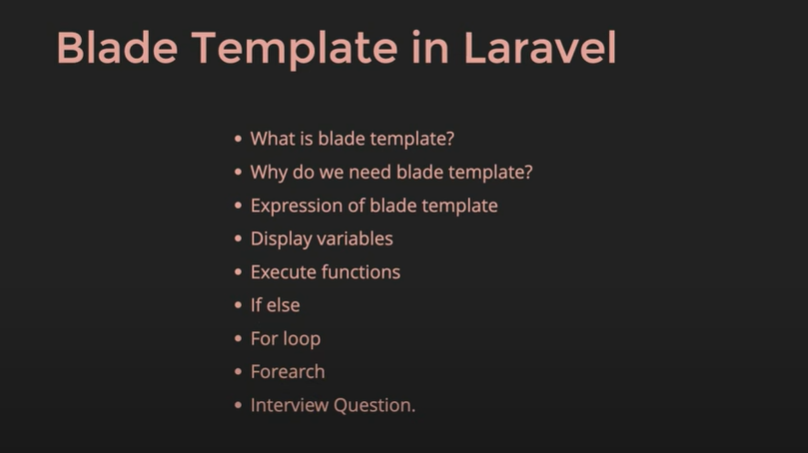 Blade Template in Laravel
• What is blade template?
• Why do we need blade template?
• Expression of blade template
• Display variables
• Execute functions
• If else
• For loop
• Forearch
• Interview Question.